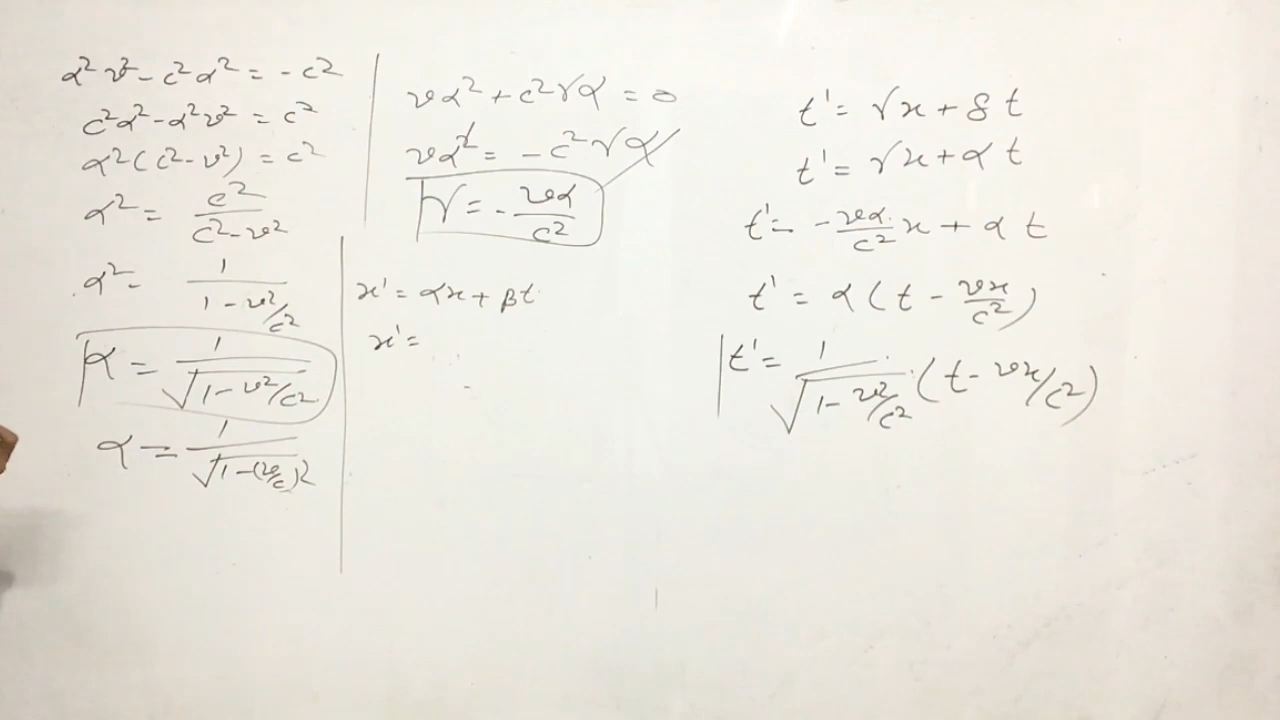 α²v² - c²α² = -c²
c²α² - α²v² = c²
α²(c² - v²) = c²
α² = c²/(c² - v²)
α² = 1/(1 - v²/c²)
α = 1/√(1 - v²/c²)
α = 1/√(1 - (v/c)²)
vα² + c²γα = 0
vα² = -c²γα
γ = -vα/c²
x' = αx + βt
x' =
t' = γx + δt
t' = γx + αt
t' = -vα/c² x + αt
t' = α(t - vx/c²)
t' = 1/√(1 - v²/c²) (t - vx/c²)